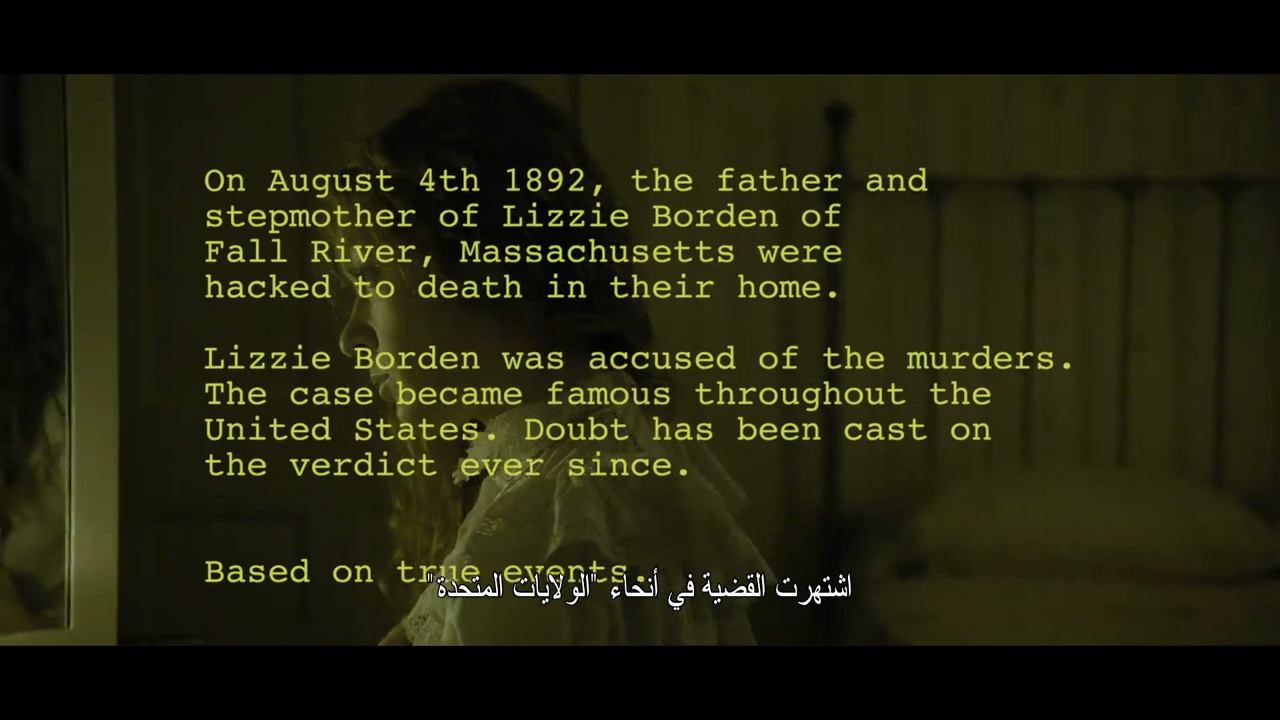 On August 4th 1892, the father and
stepmother of Lizzie Borden of
Fall River, Massachusetts were
hacked to death in their home.
Lizzie Borden was accused of the murders.
The case became famous throughout the
United States. Doubt has been cast on
the verdict ever since.
Based on true events.
اشتهرت القضية في أنحاء "الولايات المتحدة"